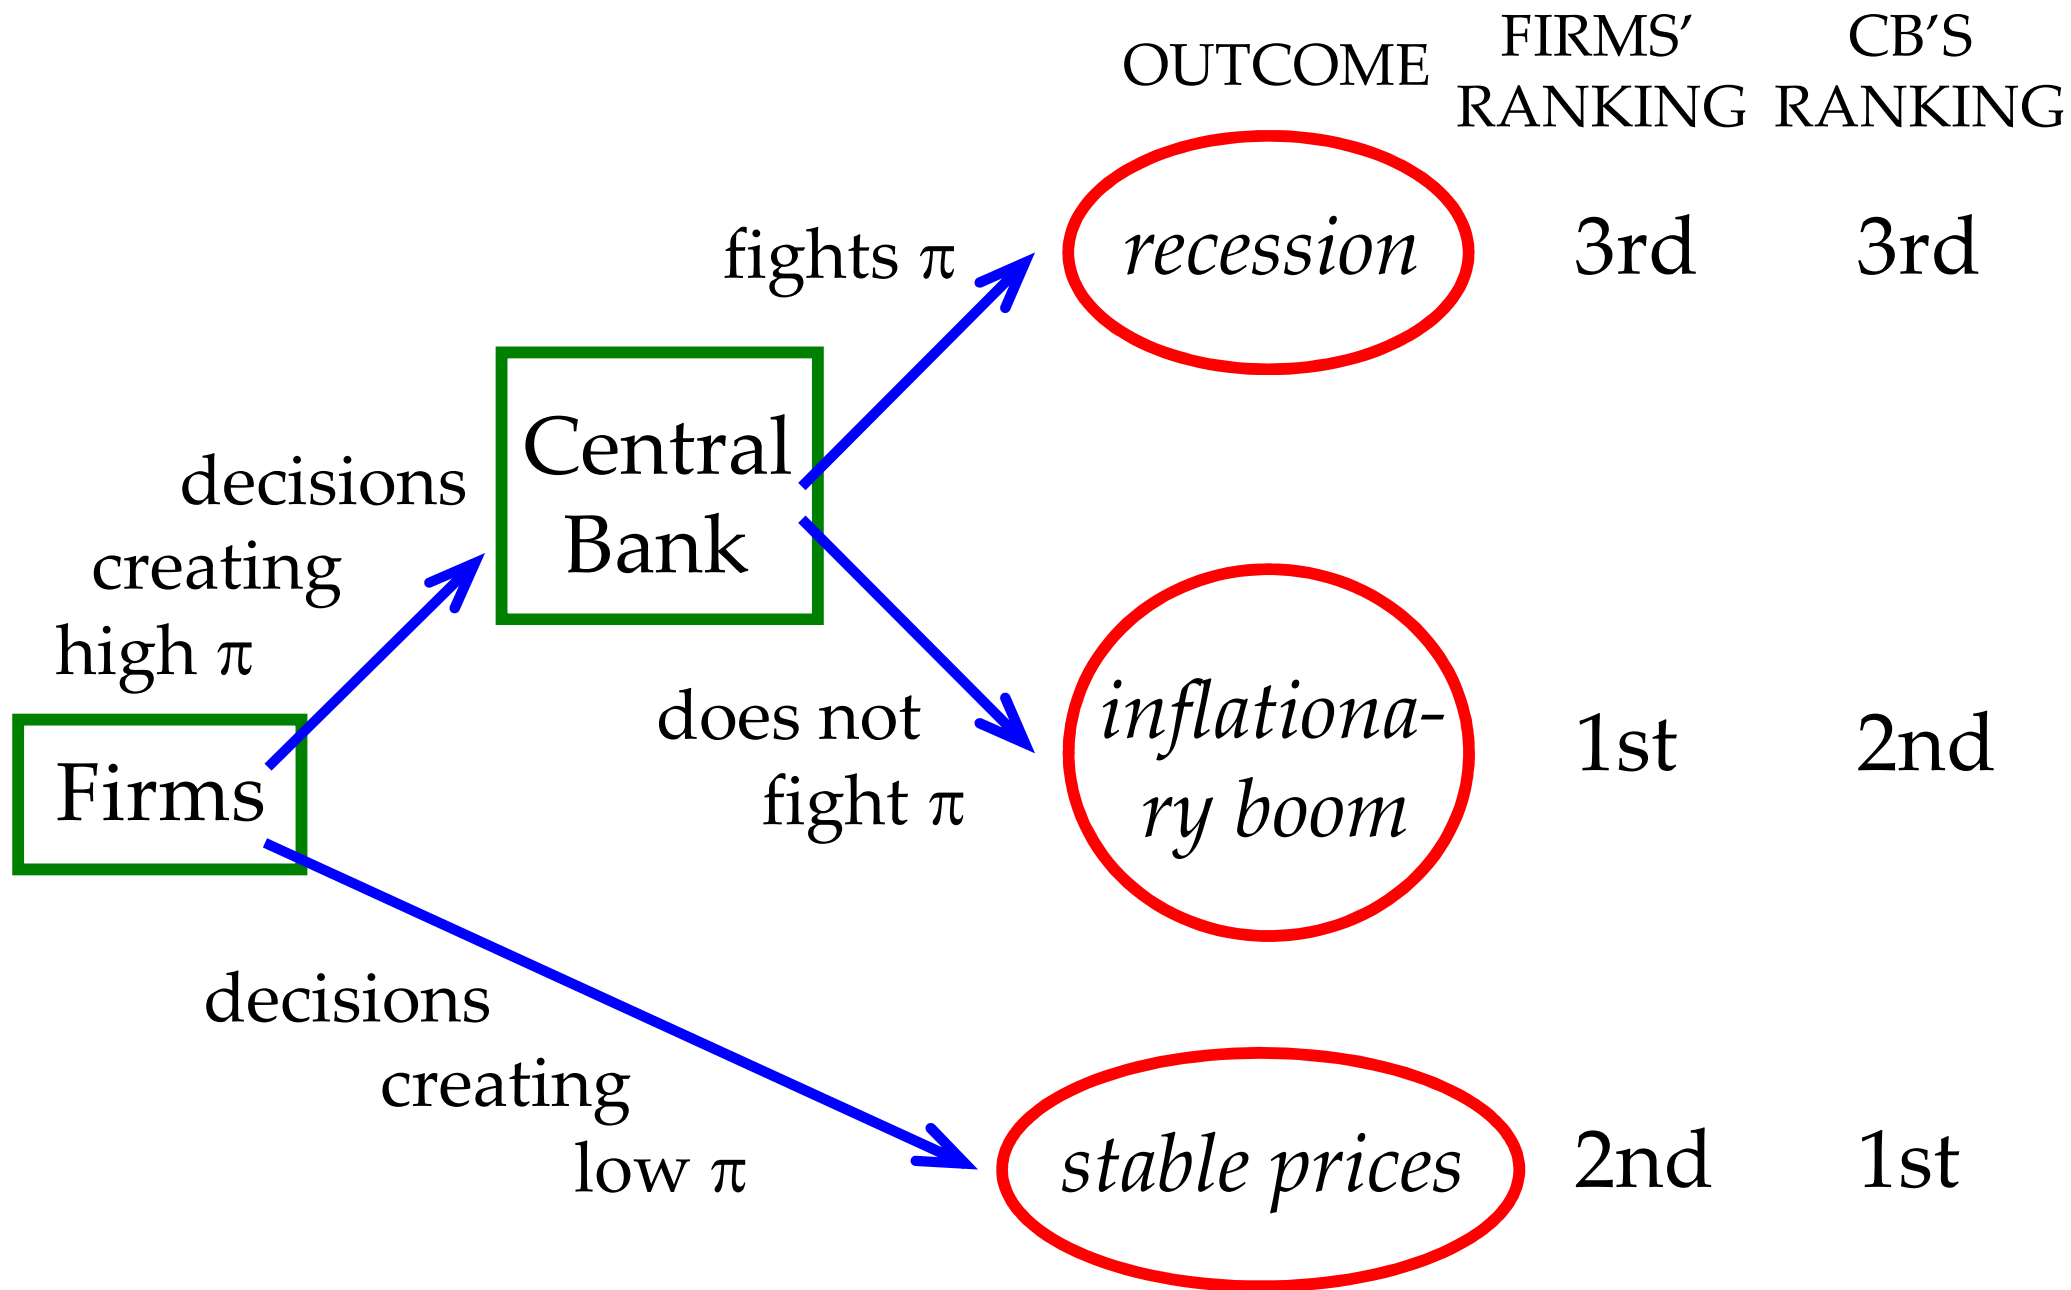 OUTCOME
FIRMS’
RANKING
CB’S
RANKING
fights π
recession
3rd
3rd
Central
Bank
decisions
creating
high π
does not
fight π
inflationa-
ry boom
1st
2nd
Firms
decisions
creating
low π
stable prices
2nd
1st